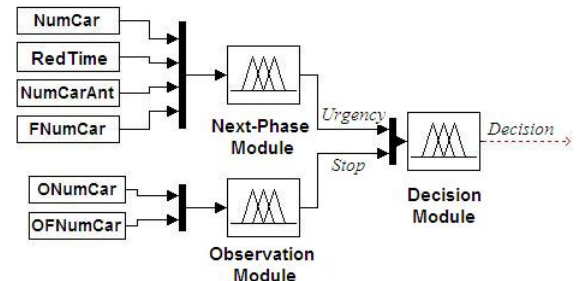 NumCar
RedTime
NumCarAnt
FNumCar
Next-Phase
Module
Urgency
Stop
Decision
Decision
Module
ONumCar
OFNumCar
Observation
Module